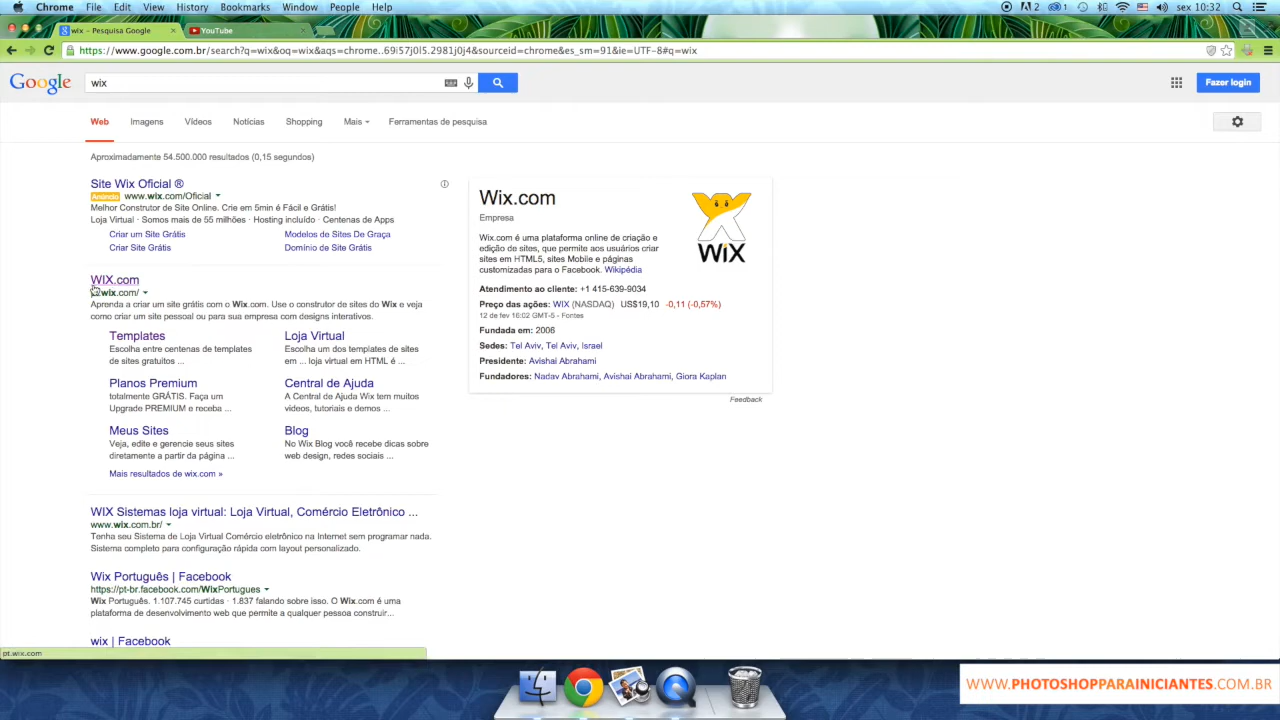 Chrome File Edit View History Bookmarks Window People Help
2 1 sex 10:32
wix - Pesquisa Google YouTube
https://www.google.com.br/search?q=wix&oq=wix&aqs=chrome..69i57j0l5.2981j0j4&sourceid=chrome&es_sm=91&ie=UTF-8#q=wix
Google wix Fazer login
Web Imagens Vídeos Notícias Shopping Mais Ferramentas de pesquisa
Aproximadamente 54.500.000 resultados (0,15 segundos)
Site Wix Oficial ®
Anúncio www.wix.com/Oficial
Melhor Construtor de Site Online. Crie em 5min é Fácil e Grátis!
Loja Virtual · Somos mais de 55 milhões · Hosting incluído · Centenas de Apps
Criar um Site Grátis Modelos de Sites De Graça
Criar Site Grátis Domínio de Site Grátis
WIX.com
wix.com/
Aprenda a criar um site grátis com o Wix.com. Use o construtor de sites do Wix e veja
como criar um site pessoal ou para sua empresa com designs interativos.
Templates
Escolha entre centenas de templates
de sites gratuitos ...
Loja Virtual
Escolha um dos templates de sites
em ... loja virtual em HTML é ...
Planos Premium
totalmente GRÁTIS. Faça um
Upgrade PREMIUM e receba ...
Central de Ajuda
A Central de Ajuda Wix tem muitos
videos, tutoriais e demos ...
Meus Sites
Veja, edite e gerencie seus sites
diretamente a partir da página ...
Blog
No Wix Blog você recebe dicas sobre
web design, redes sociais ...
Mais resultados de wix.com »
WIX Sistemas loja virtual: Loja Virtual, Comércio Eletrônico ...
www.wix.com.br/
Tenha seu Sistema de Loja Virtual Comércio eletrônico na Internet sem programar nada.
Sistema completo para configuração rápida com layout personalizado.
Wix Português | Facebook
https://pt-br.facebook.com/WixPortugues
Wix Português. 1.107.745 curtidas · 1.837 falando sobre isso. O Wix.com é uma
plataforma de desenvolvimento web que permite a qualquer pessoa construir...
wix | Facebook
pt.wix.com
Wix.com
Empresa
WiX
Wix.com é uma plataforma online de criação e
edição de sites, que permite aos usuários criar
sites em HTML5, sites Mobile e páginas
customizadas para o Facebook. Wikipédia
Atendimento ao cliente: +1 415-639-9034
Preço das ações: WIX (NASDAQ) US$19,10 -0,11 (-0,57%)
12 de fev 16:02 GMT-5 - Fontes
Fundada em: 2006
Sedes: Tel Aviv, Tel Aviv, Israel
Presidente: Avishai Abrahami
Fundadores: Nadav Abrahami, Avishai Abrahami, Giora Kaplan
Feedback
WWW.PHOTOSHOPPARAINICIANTES.COM.BR